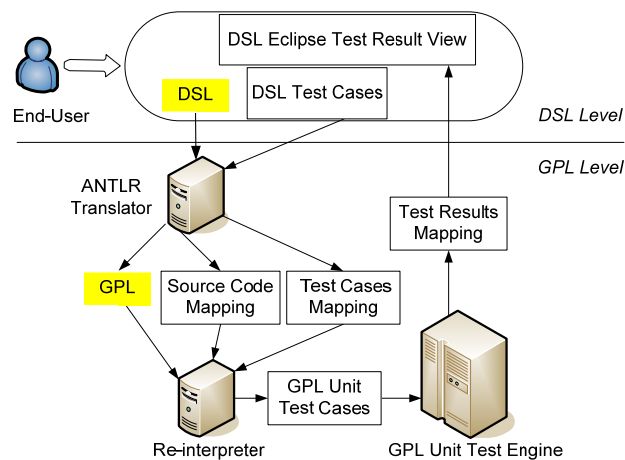 DSL Eclipse Test Result View
DSL
DSL Test Cases
End-User
DSL Level
GPL Level
ANTLR
Translator
Test Results
Mapping
GPL
Source Code
Mapping
Test Cases
Mapping
GPL Unit
Test Cases
Re-interpreter
GPL Unit Test Engine